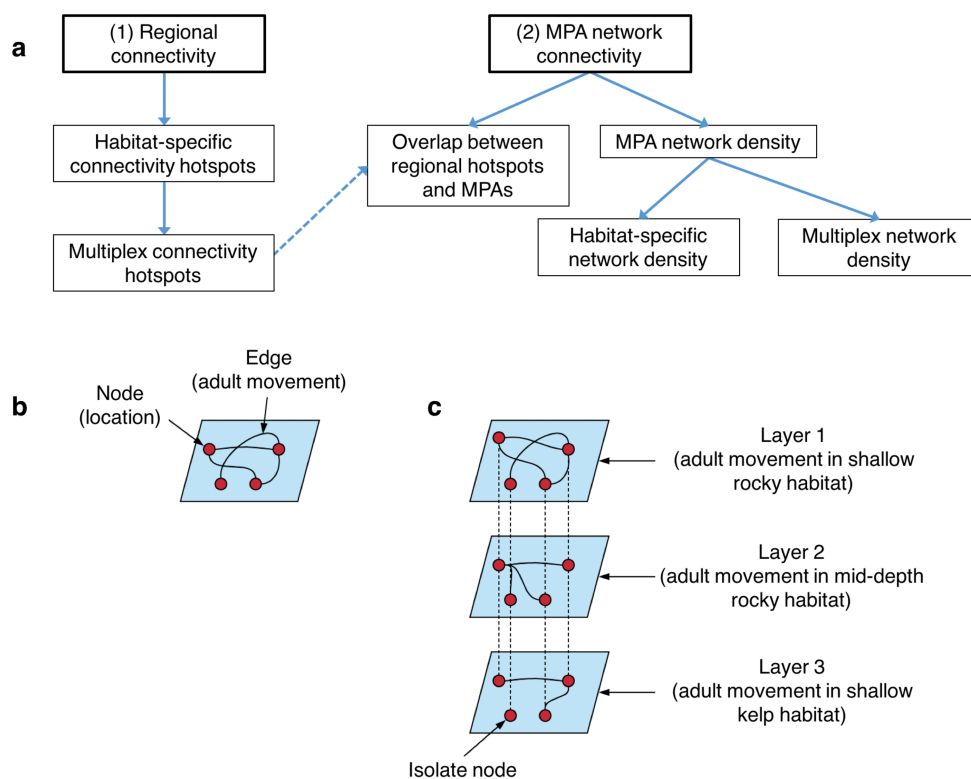 a
(1) Regional
connectivity
(2) MPA network
connectivity
Habitat-specific
connectivity hotspots
Overlap between
regional hotspots
and MPAs
MPA network density
Multiplex connectivity
hotspots
Habitat-specific
network density
Multiplex network
density
b
Edge
(adult movement)
Node
(location)
c
Layer 1
(adult movement in shallow
rocky habitat)
Layer 2
(adult movement in mid-depth
rocky habitat)
Layer 3
(adult movement in shallow
kelp habitat)
Isolate node